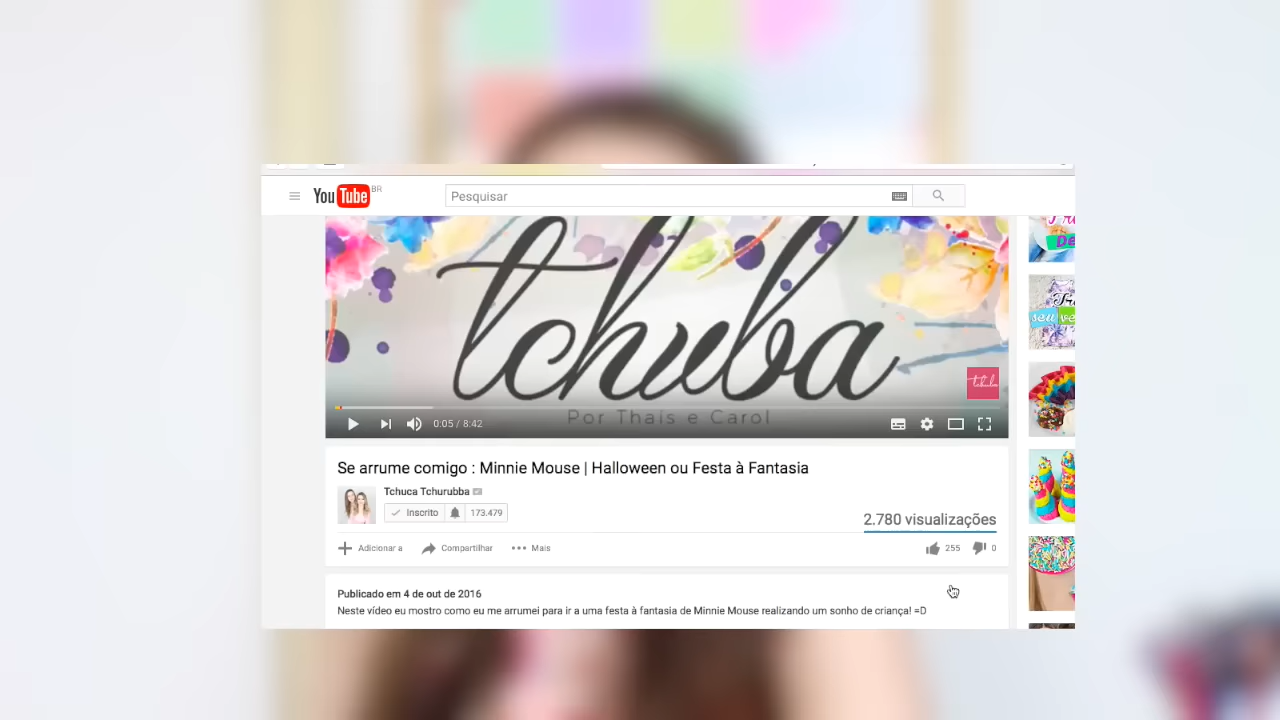 YouTube BR
Pesquisar
tchuba
Por Thais e Carol
tchuba
0:05 / 8:42
seu ve
Se arrume comigo : Minnie Mouse | Halloween ou Festa à Fantasia
Tchuca Tchurubba
Inscrito 173.479
2.780 visualizações
Adicionar a Compartilhar Mais 255 0
Publicado em 4 de out de 2016
Neste vídeo eu mostro como eu me arrumei para ir a uma festa à fantasia de Minnie Mouse realizando um sonho de criança! =D